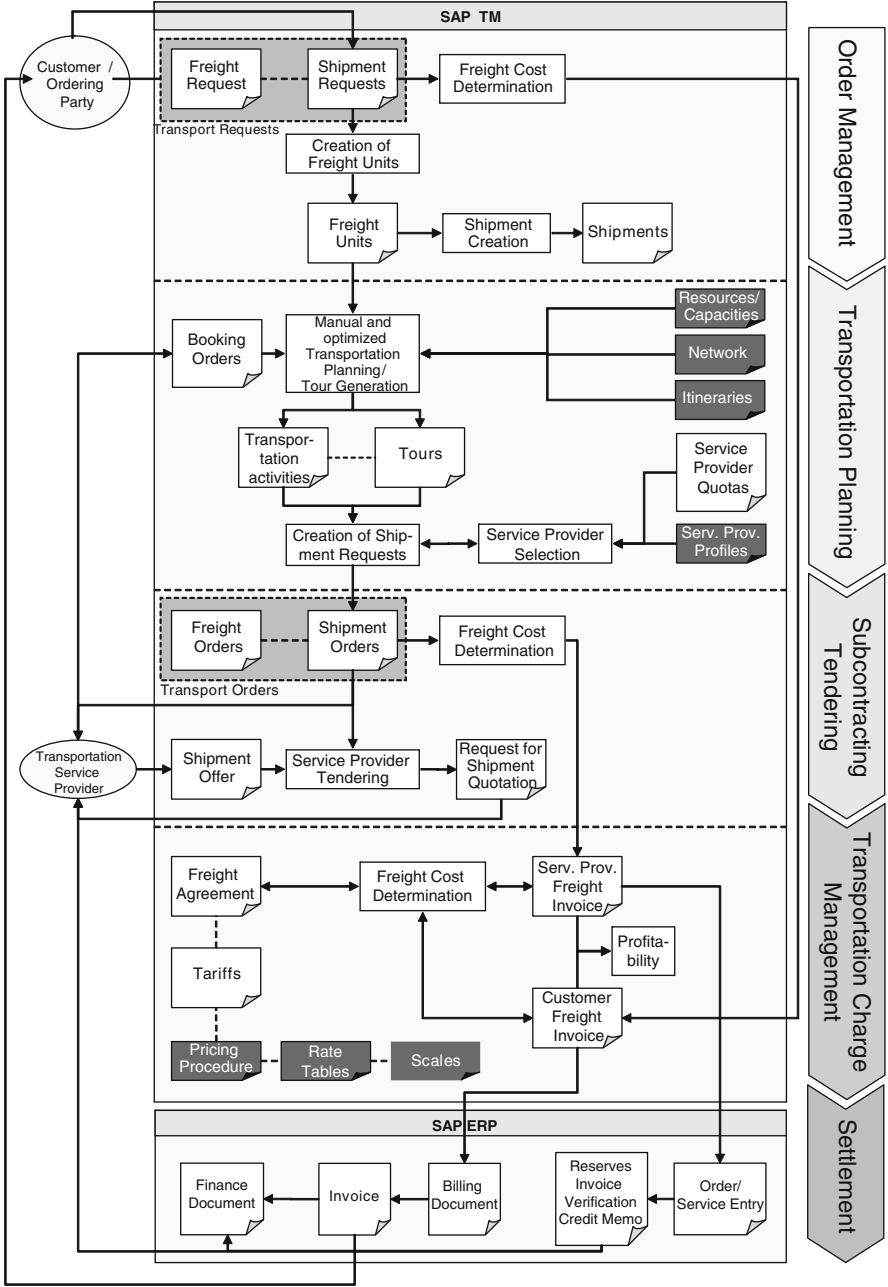 SAP TM
Customer /
Ordering
Party
Freight
Request
Shipment
Requests
Freight Cost
Determination
Transport Requests
Creation of
Freight Units
Freight
Units
Shipment
Creation
Shipments
Order Management
Booking
Orders
Manual and
optimized
Transportation
Planning/
Tour Generation
Resources/
Capacities
Network
Itineraries
Transpor-
tation
activities
Tours
Service
Provider
Quotas
Creation of Ship-
ment Requests
Service Provider
Selection
Serv. Prov.
Profiles
Transportation Planning
Freight
Orders
Shipment
Orders
Freight Cost
Determination
Transport Orders
Transportation
Service
Provider
Shipment
Offer
Service Provider
Tendering
Request for
Shipment
Quotation
Subcontracting
Tendering
Freight
Agreement
Freight Cost
Determination
Serv. Prov.
Freight
Invoice
Profita-
bility
Tariffs
Customer
Freight
Invoice
Pricing
Procedure
Rate
Tables
Scales
Transportation Charge
Management
SAP ERP
Finance
Document
Invoice
Billing
Document
Reserves
Invoice
Verification
Credit Memo
Order/
Service Entry
Settlement